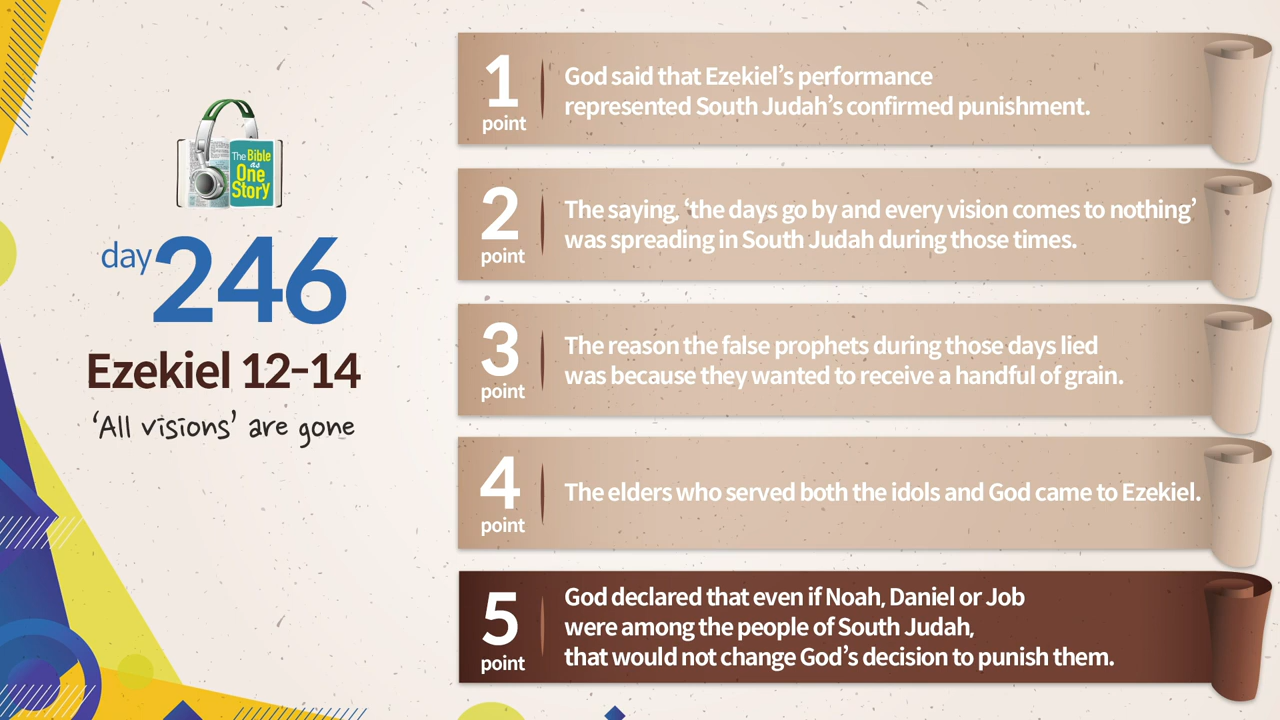 The Bible
as
One
Story
day 246
Ezekiel 12-14
‘All visions’ are gone
1
point
God said that Ezekiel’s performance
represented South Judah’s confirmed punishment.
2
point
The saying, ‘the days go by and every vision comes to nothing’
was spreading in South Judah during those times.
3
point
The reason the false prophets during those days lied
was because they wanted to receive a handful of grain.
4
point
The elders who served both the idols and God came to Ezekiel.
5
point
God declared that even if Noah, Daniel or Job
were among the people of South Judah,
that would not change God’s decision to punish them.